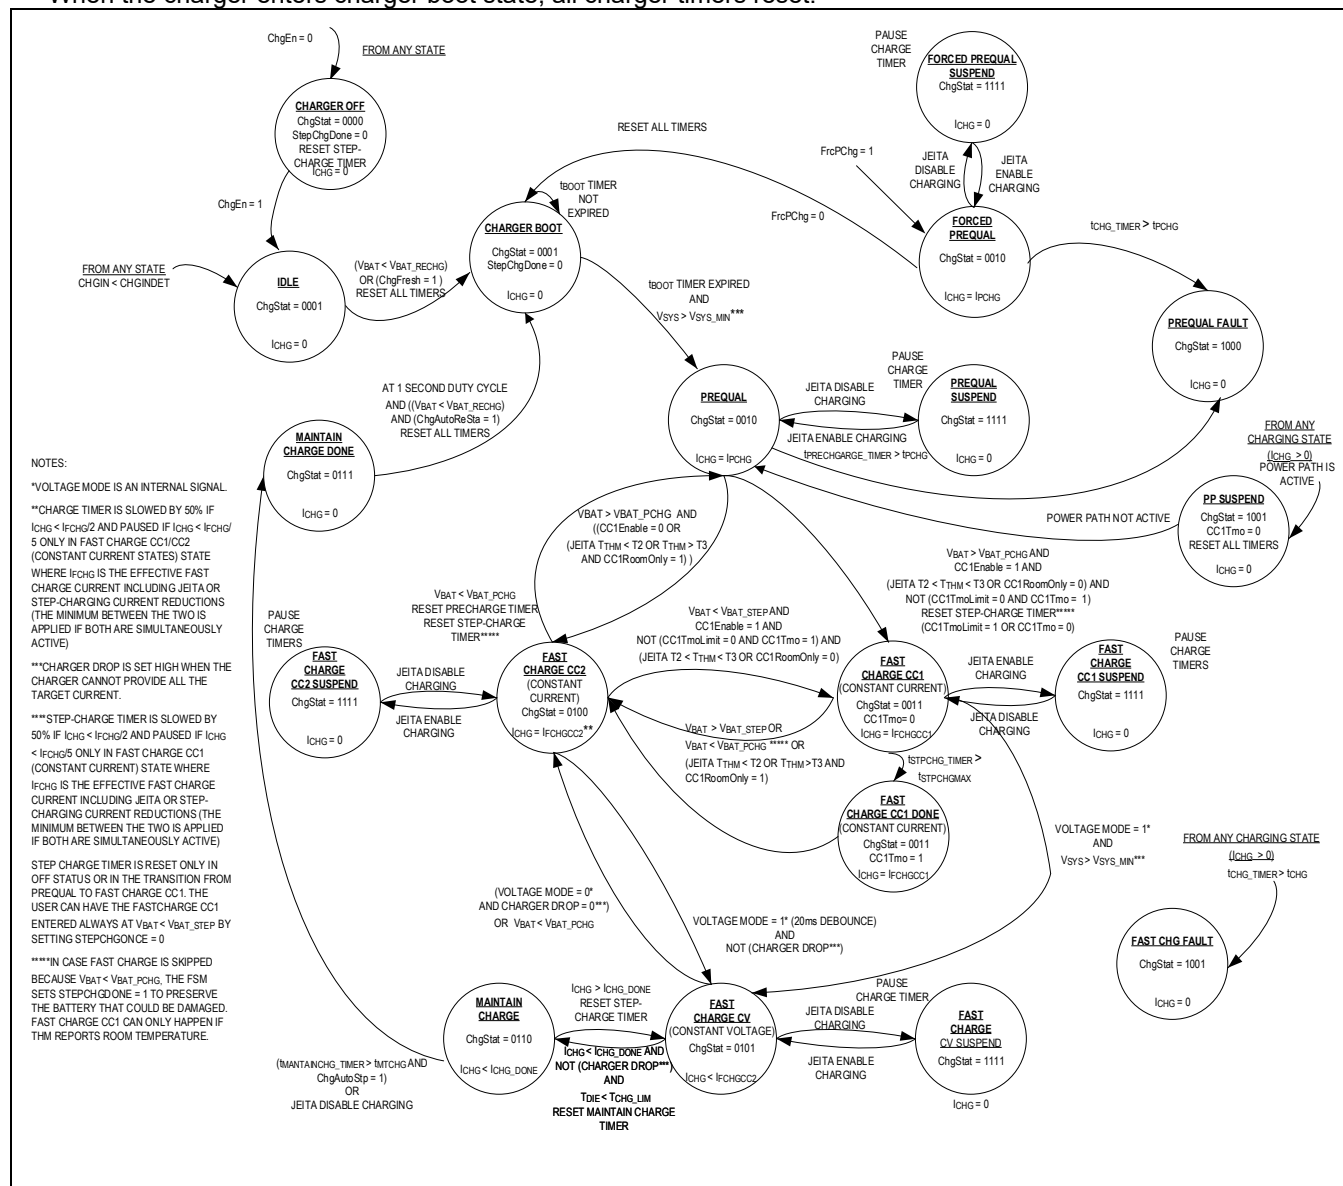 When the charger enters charger boot state, all charger timers reset.
ChgEn = 0
FROM ANY STATE
CHARGER OFF
ChgStat = 0000
StepChgDone = 0
RESET STEP-
CHARGE TIMER
ICHG = 0
ChgEn = 1
FROM ANY STATE
CHGIN < CHGINDET
IDLE
ChgStat = 0001
ICHG = 0
(VBAT < VBAT_RECHG)
OR (ChgFresh = 1 )
RESET ALL TIMERS
tBOOT TIMER
NOT
EXPIRED
CHARGER BOOT
ChgStat = 0001
StepChgDone = 0
ICHG = 0
RESET ALL TIMERS
FrcPChg = 1
FrcPChg = 0
PAUSE
CHARGE
TIMER
FORCED PREQUAL
SUSPEND
ChgStat = 1111
ICHG = 0
JEITA
DISABLE
CHARGING
JEITA
ENABLE
CHARGING
FORCED
PREQUAL
ChgStat = 0010
ICHG = IPCHG
tCHG_TIMER > tPCHG
PREQUAL FAULT
ChgStat = 1000
ICHG = 0
tBOOT TIMER EXPIRED
AND
VSYS > VSYS_MIN***
PREQUAL
ChgStat = 0010
ICHG = IPCHG
JEITA DISABLE
CHARGING
JEITA ENABLE CHARGING
tPRECHGARGE_TIMER > tPCHG
PAUSE
CHARGE
TIMER
PREQUAL
SUSPEND
ChgStat = 1111
ICHG = 0
FROM ANY
CHARGING STATE
(ICHG > 0)
POWER PATH IS
ACTIVE
PP SUSPEND
ChgStat = 1001
CC1Tmo = 0
RESET ALL TIMERS
ICHG = 0
POWER PATH NOT ACTIVE
AT 1 SECOND DUTY CYCLE
AND ((VBAT < VBAT_RECHG)
AND (ChgAutoReSta = 1)
RESET ALL TIMERS
MAINTAIN
CHARGE DONE
ChgStat = 0111
ICHG = 0
NOTES:
*VOLTAGE MODE IS AN INTERNAL SIGNAL.
**CHARGE TIMER IS SLOWED BY 50% IF
ICHG < IFCHG/2 AND PAUSED IF ICHG < IFCHG/
5 ONLY IN FAST CHARGE CC1/CC2
(CONSTANT CURRENT STATES) STATE
WHERE IFCHG IS THE EFFECTIVE FAST
CHARGE CURRENT INCLUDING JEITA OR
STEP-CHARGING CURRENT REDUCTIONS
(THE MINIMUM BETWEEN THE TWO IS
APPLIED IF BOTH ARE SIMULTANEOUSLY
ACTIVE)
***CHARGER DROP IS SET HIGH WHEN THE
CHARGER CANNOT PROVIDE ALL THE
TARGET CURRENT.
****STEP-CHARGE TIMER IS SLOWED BY
50% IF ICHG < IFCHG/2 AND PAUSED IF ICHG
< IFCHG/5 ONLY IN FAST CHARGE CC1
(CONSTANT CURRENT) STATE WHERE
IFCHG IS THE EFFECTIVE FAST CHARGE
CURRENT INCLUDING JEITA OR STEP-
CHARGING CURRENT REDUCTIONS (THE
MINIMUM BETWEEN THE TWO IS APPLIED
IF BOTH ARE SIMULTANEOUSLY ACTIVE)
STEP CHARGE TIMER IS RESET ONLY IN
OFF STATUS OR IN THE TRANSITION FROM
PREQUAL TO FAST CHARGE CC1. THE
USER CAN HAVE THE FASTCHARGE CC1
ENTERED ALWAYS AT VBAT < VBAT_STEP BY
SETTING STEPCHGONCE = 0
*****IN CASE FAST CHARGE IS SKIPPED
BECAUSE VBAT < VBAT_PCHG, THE FSM
SETS STEPCHGDONE = 1 TO PRESERVE
THE BATTERY THAT COULD BE DAMAGED.
FAST CHARGE CC1 CAN ONLY HAPPEN IF
THM REPORTS ROOM TEMPERATURE.
VBAT > VBAT_PCHG AND
((CC1Enable = 0 OR
(JEITA TTHM < T2 OR TTHM > T3
AND CC1RoomOnly = 1) )
VBAT < VBAT_PCHG
RESET PRECHARGE TIMER
RESET STEP-CHARGE
TIMER*****
VBAT > VBAT_PCHG AND
CC1Enable = 1 AND
(JEITA T2 < TTHM < T3 OR CC1RoomOnly = 0) AND
NOT (CC1TmoLimit = 0 AND CC1Tmo = 1)
RESET STEP-CHARGE TIMER*****
(CC1TmoLimit = 1 OR CC1Tmo = 0)
VBAT < VBAT_STEP AND
CC1Enable = 1 AND
NOT (CC1TmoLimit = 0 AND CC1Tmo = 1) AND
(JEITA T2 < TTHM < T3 OR CC1RoomOnly = 0)
PAUSE
CHARGE
TIMERS
FAST
CHARGE
CC2 SUSPEND
ChgStat = 1111
ICHG = 0
JEITA DISABLE
CHARGING
JEITA ENABLE
CHARGING
FAST
CHARGE CC2
(CONSTANT
CURRENT)
ChgStat = 0100
ICHG = IFCHGCC2**
VBAT > VBAT_STEP OR
VBAT < VBAT_PCHG ***** OR
(JEITA TTHM < T2 OR TTHM >T3 AND
CC1RoomOnly = 1)
FAST
CHARGE CC1
(CONSTANT CURRENT)
ChgStat = 0011
CC1Tmo= 0
ICHG = IFCHGCC1
JEITA ENABLE
CHARGING
JEITA DISABLE
CHARGING
FAST
CHARGE
CC1 SUSPEND
ChgStat = 1111
ICHG = 0
PAUSE
CHARGE
TIMERS
tSTPCHG_TIMER >
tSTPCHGMAX
FAST
CHARGE CC1 DONE
(CONSTANT CURRENT)
ChgStat = 0011
CC1Tmo = 1
ICHG = IFCHGCC1
VOLTAGE MODE = 1*
AND
VSYS > VSYS_MIN***
FROM ANY CHARGING STATE
(ICHG > 0)
tCHG_TIMER > tCHG
FAST CHG FAULT
ChgStat = 1001
ICHG = 0
(VOLTAGE MODE = 0*
AND CHARGER DROP = 0***)
OR VBAT < VBAT_PCHG
VOLTAGE MODE = 1* (20ms DEBOUNCE)
AND
NOT (CHARGER DROP***)
(tMANTAINCHG_TIMER > tMTCHG AND
ChgAutoStp = 1)
OR
JEITA DISABLE CHARGING
MAINTAIN
CHARGE
ChgStat = 0110
ICHG < ICHG_DONE
ICHG > ICHG_DONE
RESET STEP-
CHARGE TIMER
ICHG < ICHG_DONE AND
NOT (CHARGER DROP***)
AND
TDIE < TCHG_LIM
RESET MAINTAIN CHARGE
TIMER
FAST
CHARGE CV
(CONSTANT VOLTAGE)
ChgStat = 0101
ICHG < IFCHGCC2
PAUSE
CHARGE TIMER
JEITA DISABLE
CHARGING
JEITA ENABLE
CHARGING
FAST
CHARGE
CV SUSPEND
ChgStat = 1111
ICHG = 0